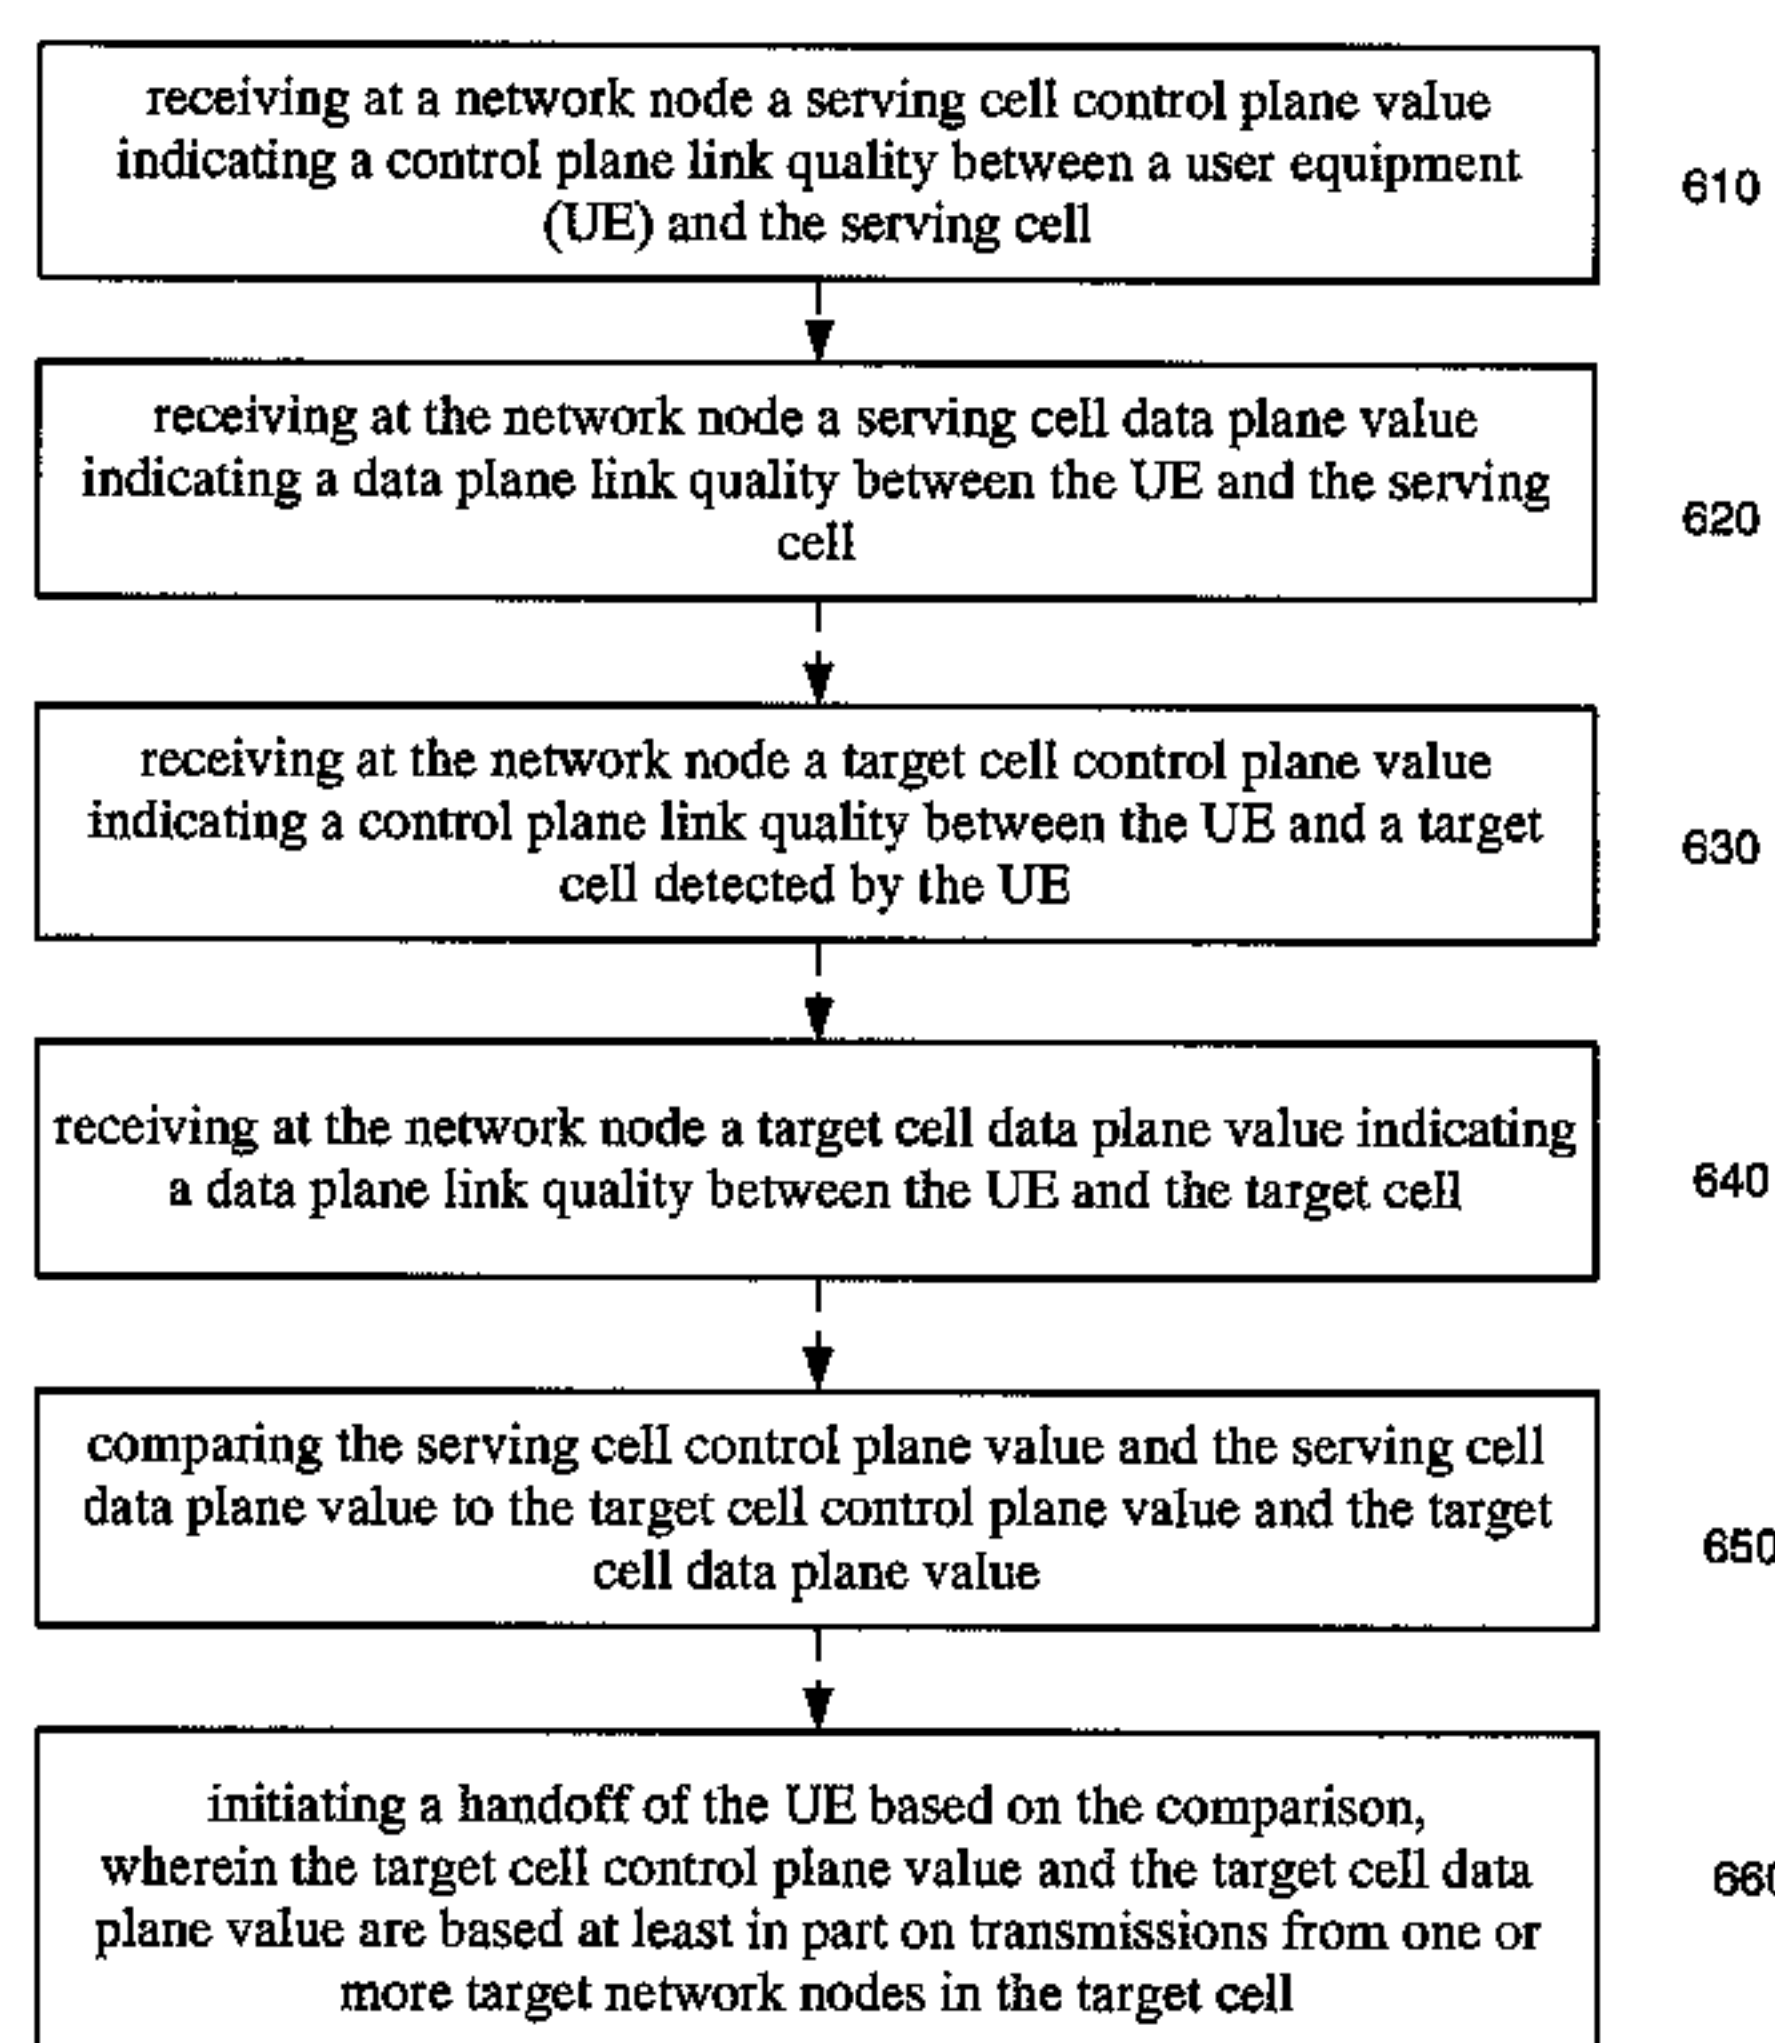 receiving at a network node a serving cell control plane value
indicating a control plane link quality between a user equipment
(UE) and the serving cell
610
receiving at the network node a serving cell data plane value
indicating a data plane link quality between the UE and the serving
cell
620
receiving at the network node a target cell control plane value
indicating a control plane link quality between the UE and a target
cell detected by the UE
630
receiving at the network node a target cell data plane value indicating
a data plane link quality between the UE and the target cell
640
comparing the serving cell control plane value and the serving cell
data plane value to the target cell control plane value and the target
cell data plane value
650
initiating a handoff of the UE based on the comparison,
wherein the target cell control plane value and the target cell data
plane value are based at least in part on transmissions from one or
more target network nodes in the target cell
660